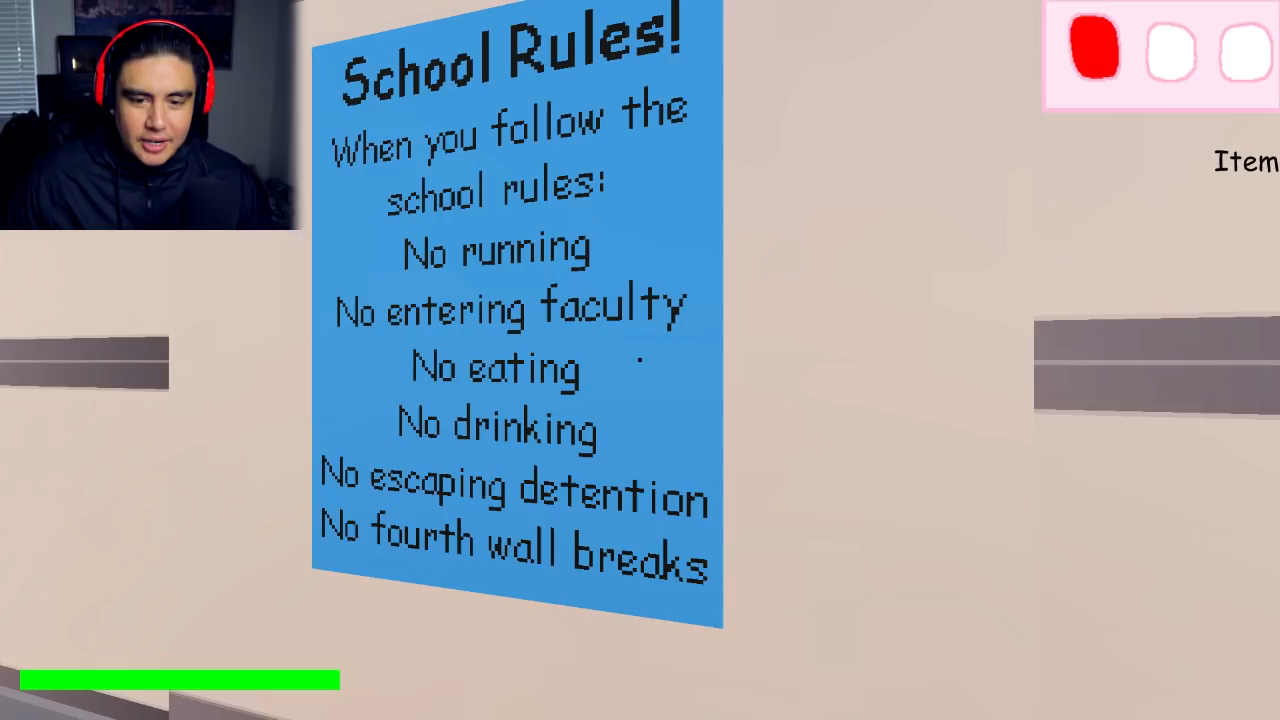 School Rules!
When you follow the
school rules:
No running
No entering faculty
No eating
No drinking
No escaping detention
No fourth wall breaks
Item